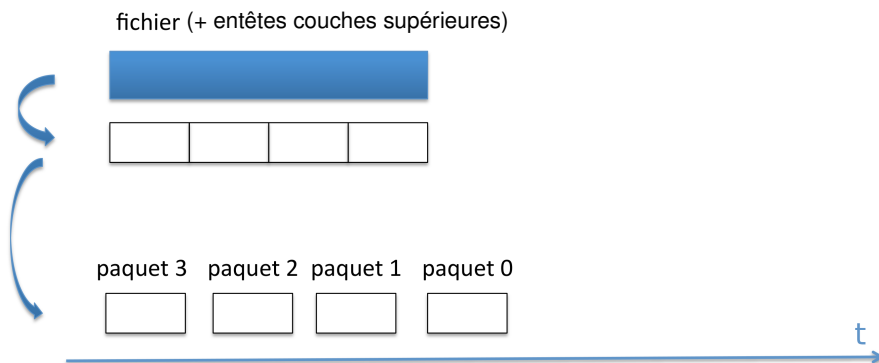 fichier (+ entêtes couches supérieures)
paquet 3 paquet 2 paquet 1 paquet 0
t